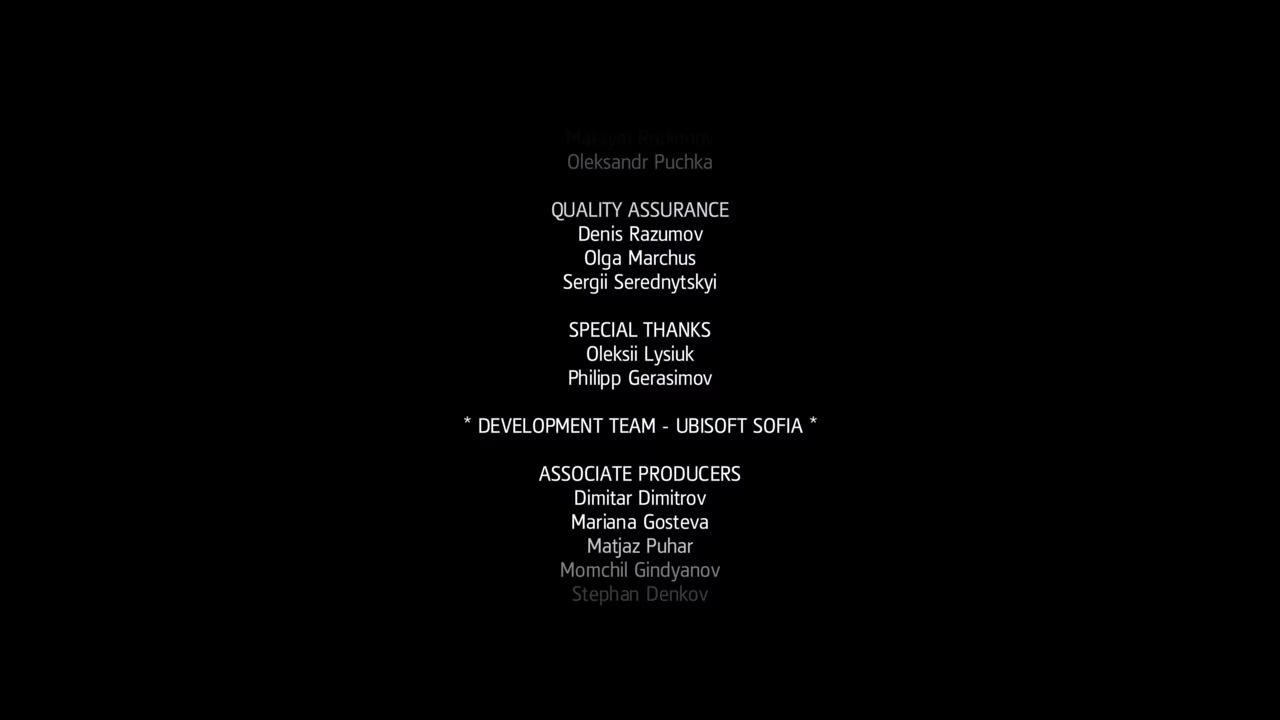 Oleksandr Puchka
QUALITY ASSURANCE
Denis Razumov
Olga Marchus
Sergii Serednytskyi
SPECIAL THANKS
Oleksii Lysiuk
Philipp Gerasimov
* DEVELOPMENT TEAM - UBISOFT SOFIA *
ASSOCIATE PRODUCERS
Dimitar Dimitrov
Mariana Gosteva
Matjaz Puhar
Momchil Gindyanov
Stephan Denkov